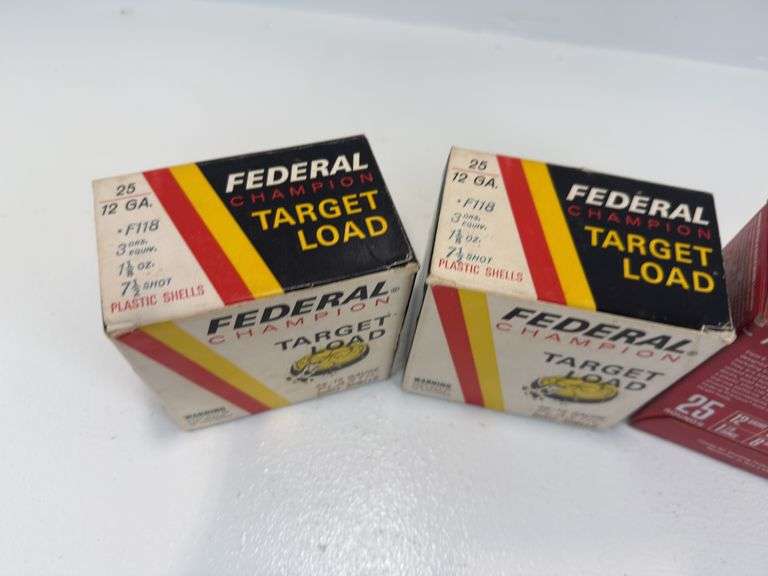 25
12 GA.
• F118
3 DRS. EQUIV.
1 1/8 OZ.
7 1/2 SHOT
PLASTIC SHELLS
FEDERAL
CHAMPION
TARGET
LOAD
FEDERAL®
CHAMPION
TARGET
LOAD
WARNING
25
12 GA.
• F118
3 DRS. EQUIV.
1 1/8 OZ.
7 1/2 SHOT
PLASTIC SHELLS
FEDERAL
CHAMPION
TARGET
LOAD
FEDERAL®
CHAMPION
TARGET
LOAD
WARNING
25
12